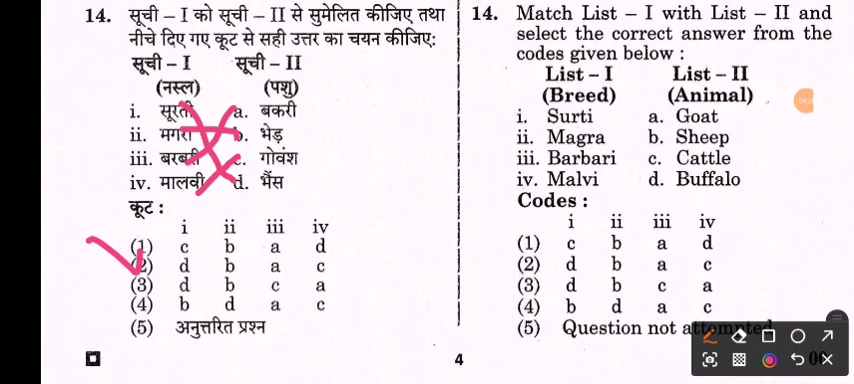 14. सूची – I को सूची – II से सुमेलित कीजिए तथा
नीचे दिए गए कूट से सही उत्तर का चयन कीजिए:
सूची – I सूची – II
(नस्ल) (पशु)
i. सूरती a. बकरी
ii. मगरा b. भेड़
iii. बरबरी c. गोवंश
iv. मालवी d. भैंस
कूट :
i ii iii iv
(1) c b a d
(2) d b a c
(3) d b c a
(4) b d a c
(5) अनुत्तरित प्रश्न
14. Match List – I with List – II and
select the correct answer from the
codes given below :
List – I List – II
(Breed) (Animal)
i. Surti a. Goat
ii. Magra b. Sheep
iii. Barbari c. Cattle
iv. Malvi d. Buffalo
Codes :
i ii iii iv
(1) c b a d
(2) d b a c
(3) d b c a
(4) b d a c
(5) Question not attempted
4